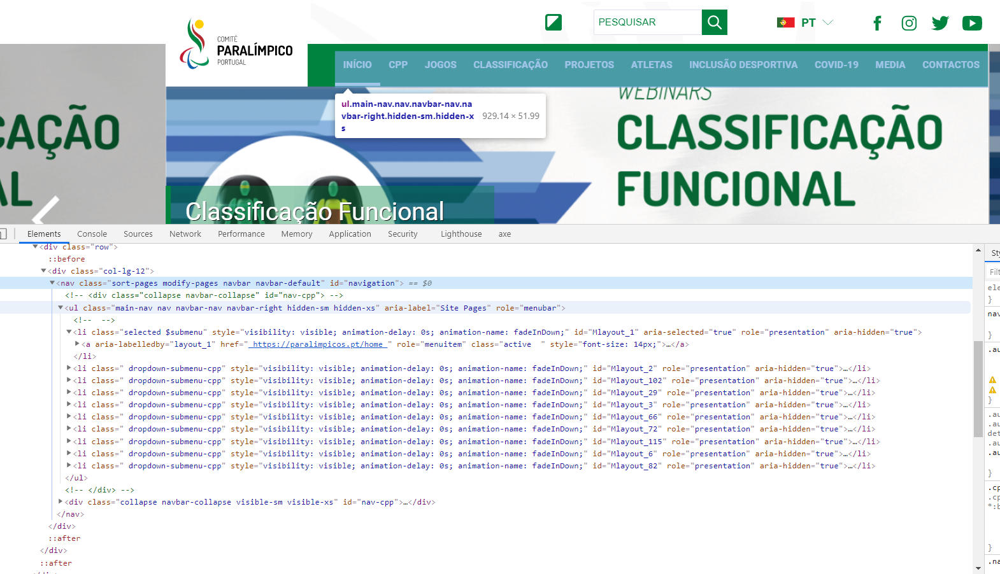 PESQUISAR
PT
COMITÉ
PARALÍMPICO
PORTUGAL
INÍCIO CPP JOGOS CLASSIFICAÇÃO PROJETOS ATLETAS INCLUSÃO DESPORTIVA COVID-19 MEDIA CONTACTOS
WEBINARS
CLASSIFICAÇÃO
FUNCIONAL
CAÇÃO
AL
ul.main-nav.nav.navbar-nav.na
vbar-right.hidden-sm.hidden-x
s
929.14 × 51.99
Classificação Funcional
Elements Console Sources Network Performance Memory Application Security Lighthouse axe
<div class="row">
::before
<div class="col-lg-12">
<nav class="sort-pages modify-pages navbar navbar-default" id="navigation"> == $0
<!-- <div class="collapse navbar-collapse" id="nav-cpp"> -->
<ul class="main-nav nav navbar-nav navbar-right hidden-sm hidden-xs" aria-label="Site Pages" role="menubar">
<!--  -->
<li class="selected $submenu" style="visibility: visible; animation-delay: 0s; animation-name: fadeInDown;" id="Mlayout_1" aria-selected="true" role="presentation" aria-hidden="true">
<a aria-labelledby="layout_1" href=" https://paralimpicos.pt/home " role="menuitem" class="active  " style="font-size: 14px;">…</a>
</li>
<li class=" dropdown-submenu-cpp" style="visibility: visible; animation-delay: 0s; animation-name: fadeInDown;" id="Mlayout_2" role="presentation" aria-hidden="true">…</li>
<li class=" dropdown-submenu-cpp" style="visibility: visible; animation-delay: 0s; animation-name: fadeInDown;" id="Mlayout_102" role="presentation" aria-hidden="true">…</li>
<li class=" dropdown-submenu-cpp" style="visibility: visible; animation-delay: 0s; animation-name: fadeInDown;" id="Mlayout_29" role="presentation" aria-hidden="true">…</li>
<li class=" dropdown-submenu-cpp" style="visibility: visible; animation-delay: 0s; animation-name: fadeInDown;" id="Mlayout_3" role="presentation" aria-hidden="true">…</li>
<li class=" dropdown-submenu-cpp" style="visibility: visible; animation-delay: 0s; animation-name: fadeInDown;" id="Mlayout_66" role="presentation" aria-hidden="true">…</li>
<li class=" dropdown-submenu-cpp" style="visibility: visible; animation-delay: 0s; animation-name: fadeInDown;" id="Mlayout_72" role="presentation" aria-hidden="true">…</li>
<li class=" dropdown-submenu-cpp" style="visibility: visible; animation-delay: 0s; animation-name: fadeInDown;" id="Mlayout_115" role="presentation" aria-hidden="true">…</li>
<li class=" dropdown-submenu-cpp" style="visibility: visible; animation-delay: 0s; animation-name: fadeInDown;" id="Mlayout_6" role="presentation" aria-hidden="true">…</li>
<li class=" dropdown-submenu-cpp" style="visibility: visible; animation-delay: 0s; animation-name: fadeInDown;" id="Mlayout_82" role="presentation" aria-hidden="true">…</li>
</ul>
<!-- </div> -->
<div class="collapse navbar-collapse visible-sm visible-xs" id="nav-cpp">…</div>
</nav>
</div>
::after
</div>
::after
Sty
Filt
ele
}
nav
}
.au
}
.au
.au
det
.au
.au
}
.cp
.cp
*:b
}
.na